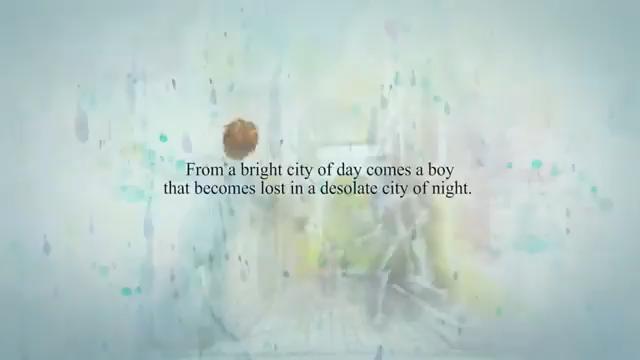 From a bright city of day comes a boy
that becomes lost in a desolate city of night.